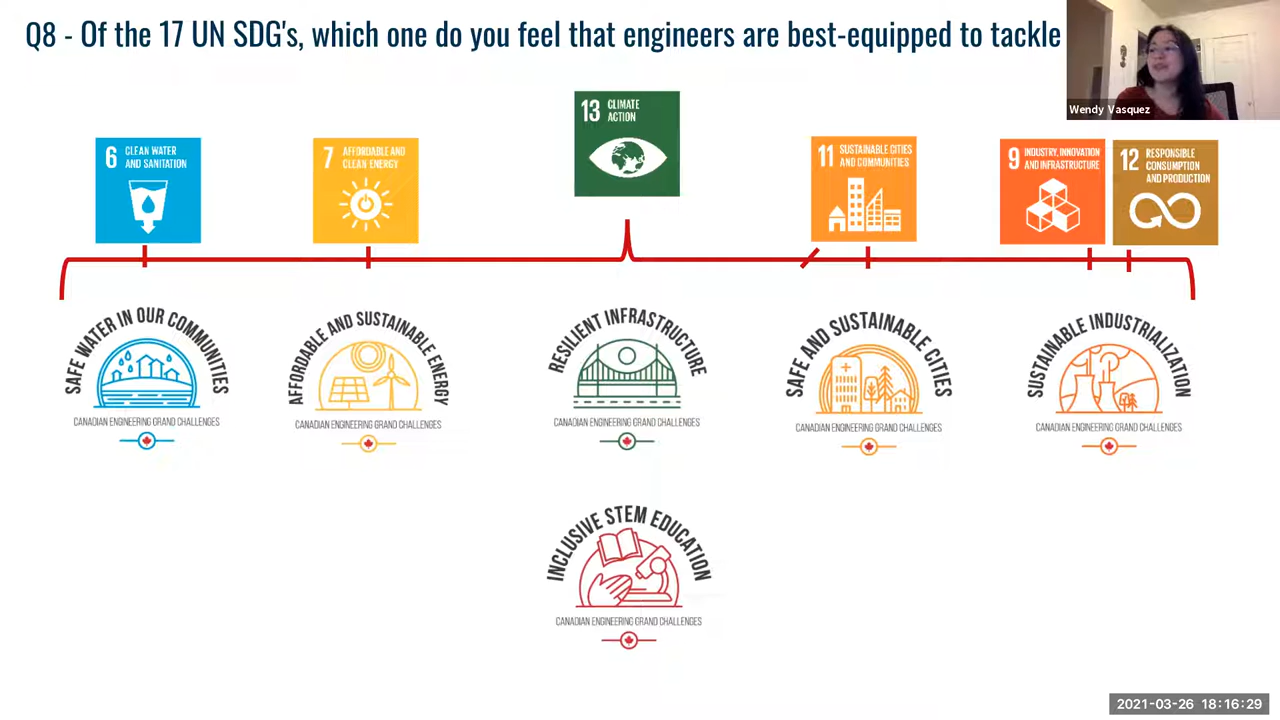 Q8 - Of the 17 UN SDG's, which one do you feel that engineers are best-equipped to tackle
Wendy Vasquez
13 CLIMATE
ACTION
6 CLEAN WATER
AND SANITATION
7 AFFORDABLE AND
CLEAN ENERGY
11 SUSTAINABLE CITIES
AND COMMUNITIES
9 INDUSTRY, INNOVATION
AND INFRASTRUCTURE
12 RESPONSIBLE
CONSUMPTION
AND PRODUCTION
SAFE WATER IN OUR COMMUNITIES
CANADIAN ENGINEERING GRAND CHALLENGES
AFFORDABLE AND SUSTAINABLE ENERGY
CANADIAN ENGINEERING GRAND CHALLENGES
RESILIENT INFRASTRUCTURE
CANADIAN ENGINEERING GRAND CHALLENGES
SAFE AND SUSTAINABLE CITIES
CANADIAN ENGINEERING GRAND CHALLENGES
SUSTAINABLE INDUSTRIALIZATION
CANADIAN ENGINEERING GRAND CHALLENGES
INCLUSIVE STEM EDUCATION
CANADIAN ENGINEERING GRAND CHALLENGES
2021-03-26 18:16:29